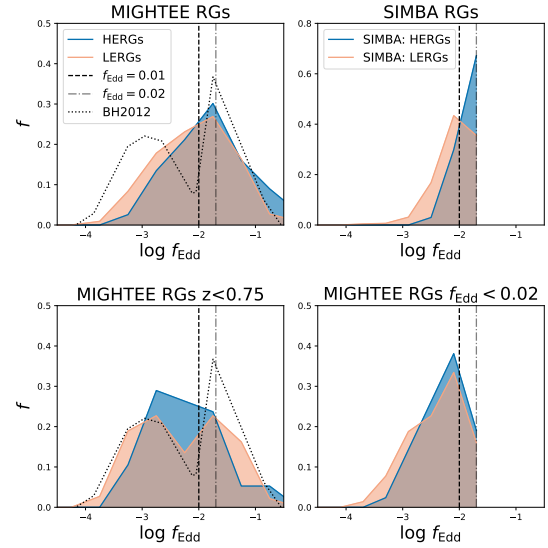 MIGHTEE RGs
SIMBA RGs
0.5
0.4
0.3
0.2
0.1
0.0
f
HERGs
LERGs
f_Edd = 0.01
f_Edd = 0.02
BH2012
−4 −3 −2 −1
log f_Edd
0.8
0.6
0.4
0.2
0.0
SIMBA: HERGs
SIMBA: LERGs
−4 −3 −2 −1
log f_Edd
MIGHTEE RGs z<0.75
MIGHTEE RGs f_Edd < 0.02
0.5
0.4
0.3
0.2
0.1
0.0
f
−4 −3 −2 −1
log f_Edd
0.5
0.4
0.3
0.2
0.1
0.0
−4 −3 −2 −1
log f_Edd